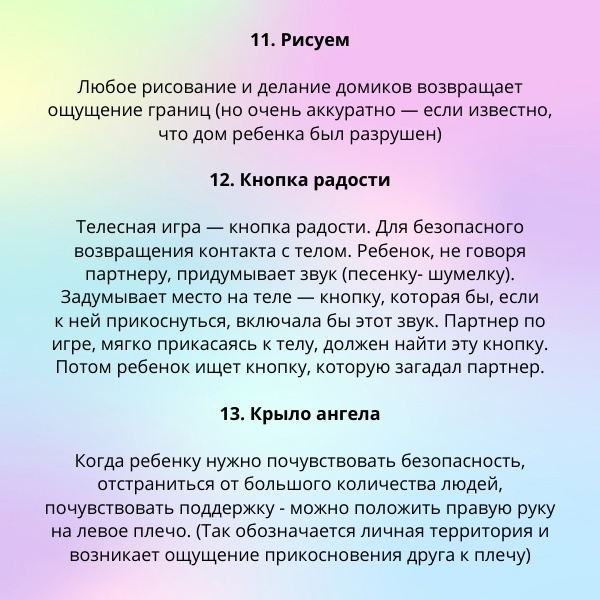 11. Рисуем
Любое рисование и делание домиков возвращает
ощущение границ (но очень аккуратно — если известно,
что дом ребенка был разрушен)
12. Кнопка радости
Телесная игра — кнопка радости. Для безопасного
возвращения контакта с телом. Ребенок, не говоря
партнеру, придумывает звук (песенку- шумелку).
Задумывает место на теле — кнопку, которая бы, если
к ней прикоснуться, включала бы этот звук. Партнер по
игре, мягко прикасаясь к телу, должен найти эту кнопку.
Потом ребенок ищет кнопку, которую загадал партнер.
13. Крыло ангела
Когда ребенку нужно почувствовать безопасность,
отстраниться от большого количества людей,
почувствовать поддержку - можно положить правую руку
на левое плечо. (Так обозначается личная территория и
возникает ощущение прикосновения друга к плечу)